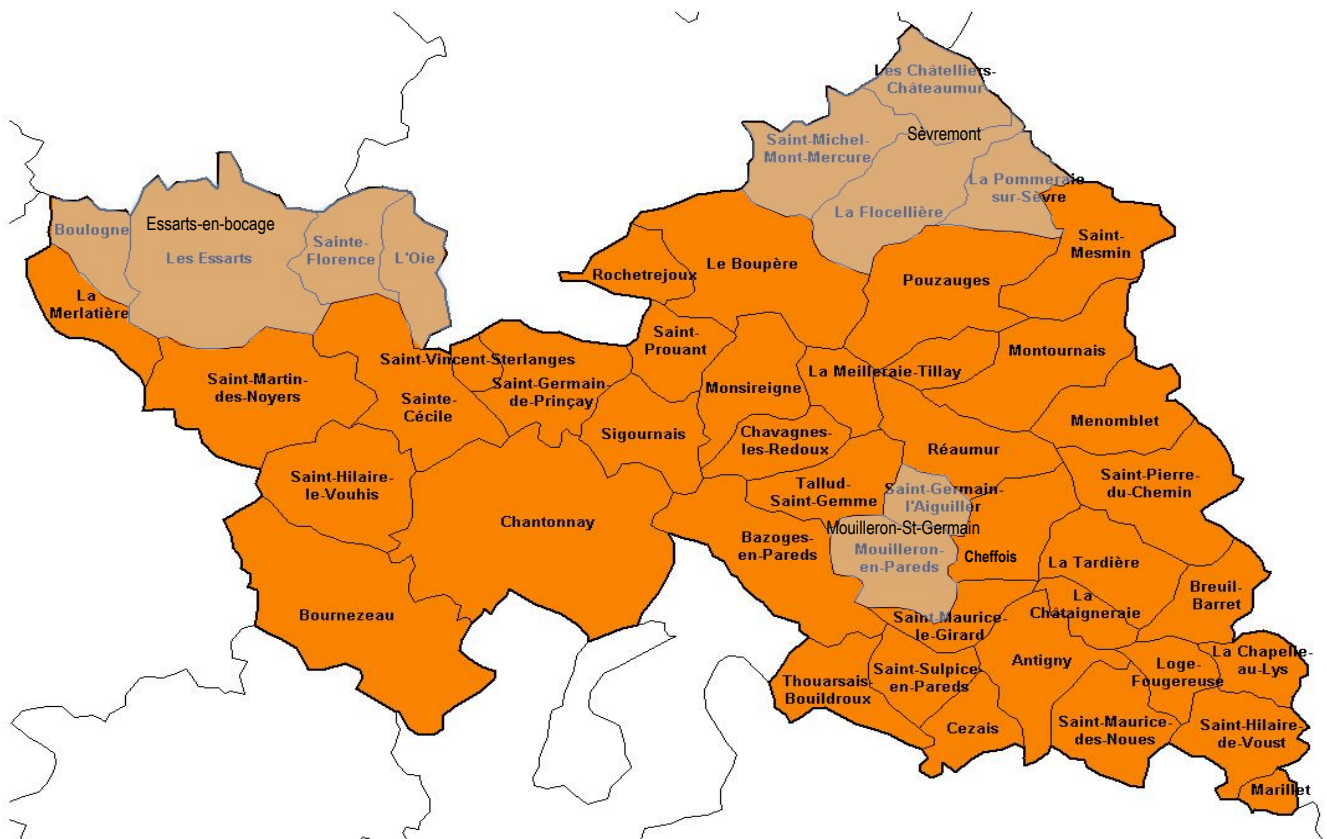 Les Châtelliers-
Châteaumur
Sèvremont
Saint-Michel-
Mont-Mercure
La Pommeraie
sur-Sèvre
La Flocellière
Boulogne
Essarts-en-bocage
Les Essarts
Sainte-
Florence
L'Oie
Saint-
Mesmin
Rochetrejoux
Le Boupère
Pouzauges
La
Merlatière
Saint-
Prouant
Montournais
Saint-Vincent-Sterlanges
La Meilleraie-Tillay
Saint-Martin-
des-Noyers
Saint-Germain-
de-Prinçay
Monsireigne
Sainte-
Cécile
Menomblet
Sigournais
Chavagnes-
les-Redoux
Réaumur
Saint-Hilaire-
le-Vouhis
Tallud-
Saint-Gemme
Saint-Germain-
l'Aiguiller
Saint-Pierre-
du-Chemin
Chantonnay
Mouilleron-St-Germain
Bazoges-
en-Pareds
Mouilleron-
en-Pareds
Cheffois
La Tardière
Breuil-
Barret
La
Châtaigneraie
Bournezeau
Saint-Maurice-
le-Girard
La Chapelle-
au-Lys
Thouarsais-
Bouildroux
Saint-Sulpice-
en-Pareds
Antigny
Loge-
Fougereuse
Cezais
Saint-Maurice-
des-Noues
Saint-Hilaire-
de-Voust
Marillet